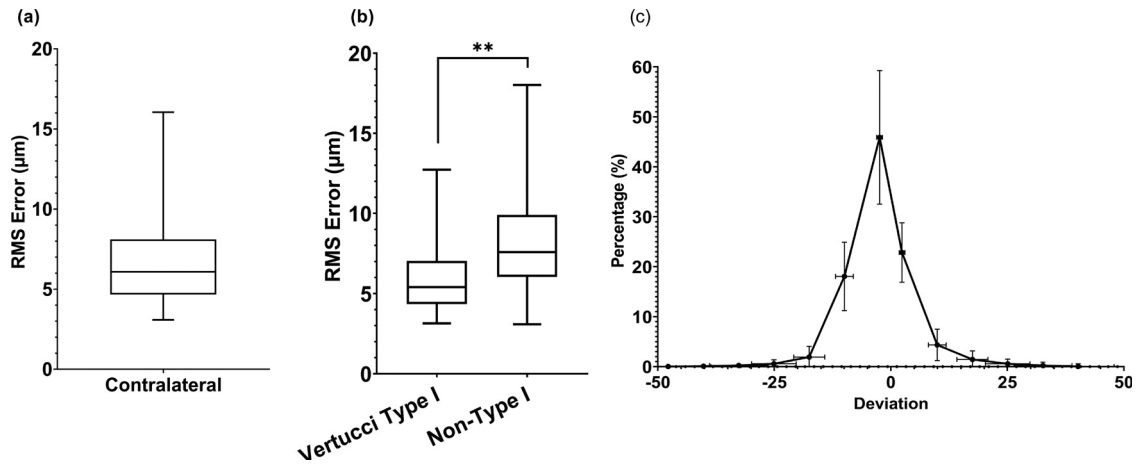 (a)
RMS Error (µm)
20
15
10
5
0
Contralateral
(b)
**
RMS Error (µm)
20
15
10
5
0
Vertucci Type I
Non-Type I
(c)
Percentage (%)
60
50
40
30
20
10
0
-50
-25
0
25
50
Deviation